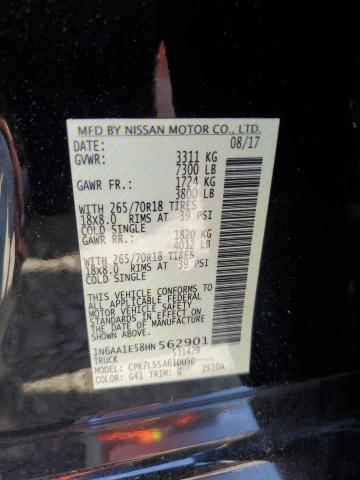 MFD BY NISSAN MOTOR CO., LTD.
DATE: 08/17
GVWR: 3311 KG
7300 LB
GAWR FR.: 1724 KG
3800 LB
WITH 265/70R18 TIRES
18X8.0 RIMS AT 39 PSI
COLD SINGLE
GAWR RR.: 1820 KG
4012 LB
WITH 265/70R18 TIRES
18X8.0 RIMS AT 39 PSI
COLD SINGLE
THIS VEHICLE CONFORMS TO
ALL APPLICABLE FEDERAL
MOTOR VEHICLE SAFETY
STANDARDS IN EFFECT ON
THE DATE OF MANUFACTURE
SHOWN ABOVE.
1N6AA1E58HN562901
TRUCK 531429
MODEL:
COLOR: G41 TRIM: G 2510A